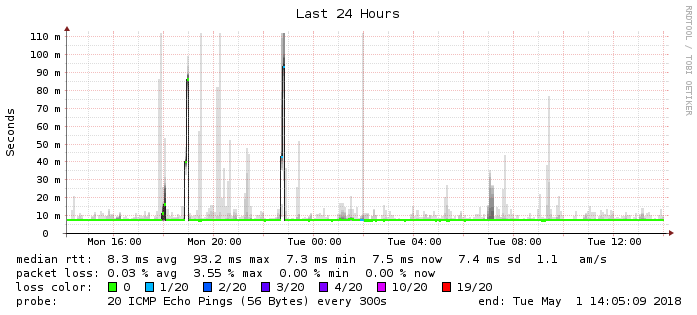 Last 24 Hours
RRDTOOL / TOBI OETIKER
Seconds
110 m
100 m
90 m
80 m
70 m
60 m
50 m
40 m
30 m
20 m
10 m
0
Mon 16:00 Mon 20:00 Tue 00:00 Tue 04:00 Tue 08:00 Tue 12:00
median rtt: 8.3 ms avg 93.2 ms max 7.3 ms min 7.5 ms now 7.4 ms sd 1.1 am/s
packet loss: 0.03 % avg 3.55 % max 0.00 % min 0.00 % now
loss color: 0 1/20 2/20 3/20 4/20 10/20 19/20
probe: 20 ICMP Echo Pings (56 Bytes) every 300s end: Tue May 1 14:05:09 2018